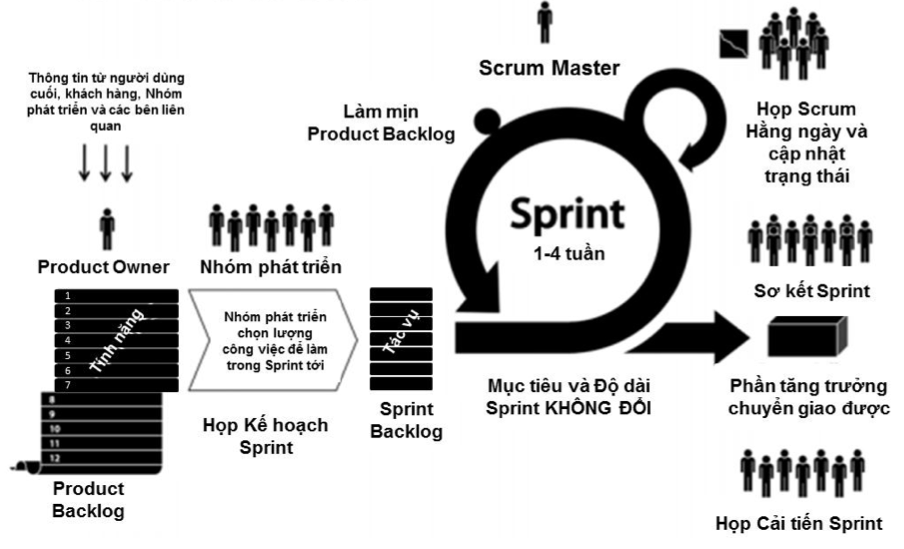 Scrum Master
Thông tin từ người dùng
cuối, khách hàng, Nhóm
phát triển và các bên liên
quan
Làm mịn
Product Backlog
Họp Scrum
Hằng ngày và
cập nhật
trạng thái
Sprint
1-4 tuần
Product Owner
Nhóm phát triển
Sơ kết Sprint
1
2
3
4
5
6
7
Tính năng
8
9
10
11
12
Product
Backlog
Nhóm phát triển
chọn lượng
công việc để làm
trong Sprint tới
Họp Kế hoạch
Sprint
Tác vụ
Sprint
Backlog
Mục tiêu và Độ dài
Sprint KHÔNG ĐỔI
Phần tăng trưởng
chuyển giao được
Họp Cải tiến Sprint